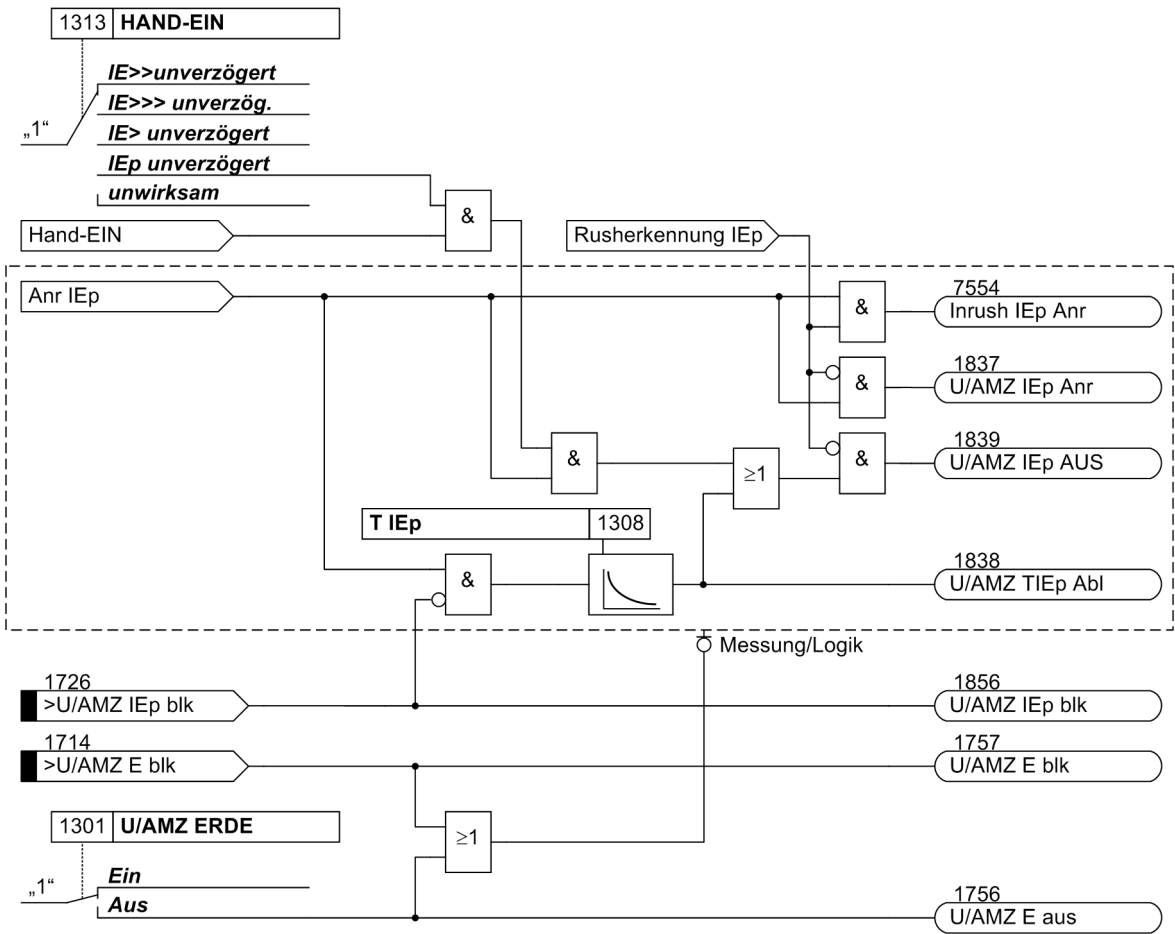 1313 HAND-EIN
IE>>unverzögert
IE>>> unverzög.
„1“
IE> unverzögert
IEp unverzögert
unwirksam
&
Hand-EIN
Rusherkennung IEp
Anr IEp
&
7554
Inrush IEp Anr
&
1837
U/AMZ IEp Anr
&
≥1
&
1839
U/AMZ IEp AUS
T IEp 1308
&
1838
U/AMZ TIEp Abl
Messung/Logik
1726
>U/AMZ IEp blk
1856
U/AMZ IEp blk
1714
>U/AMZ E blk
1757
U/AMZ E blk
1301 U/AMZ ERDE
≥1
„1“
Ein
Aus
1756
U/AMZ E aus